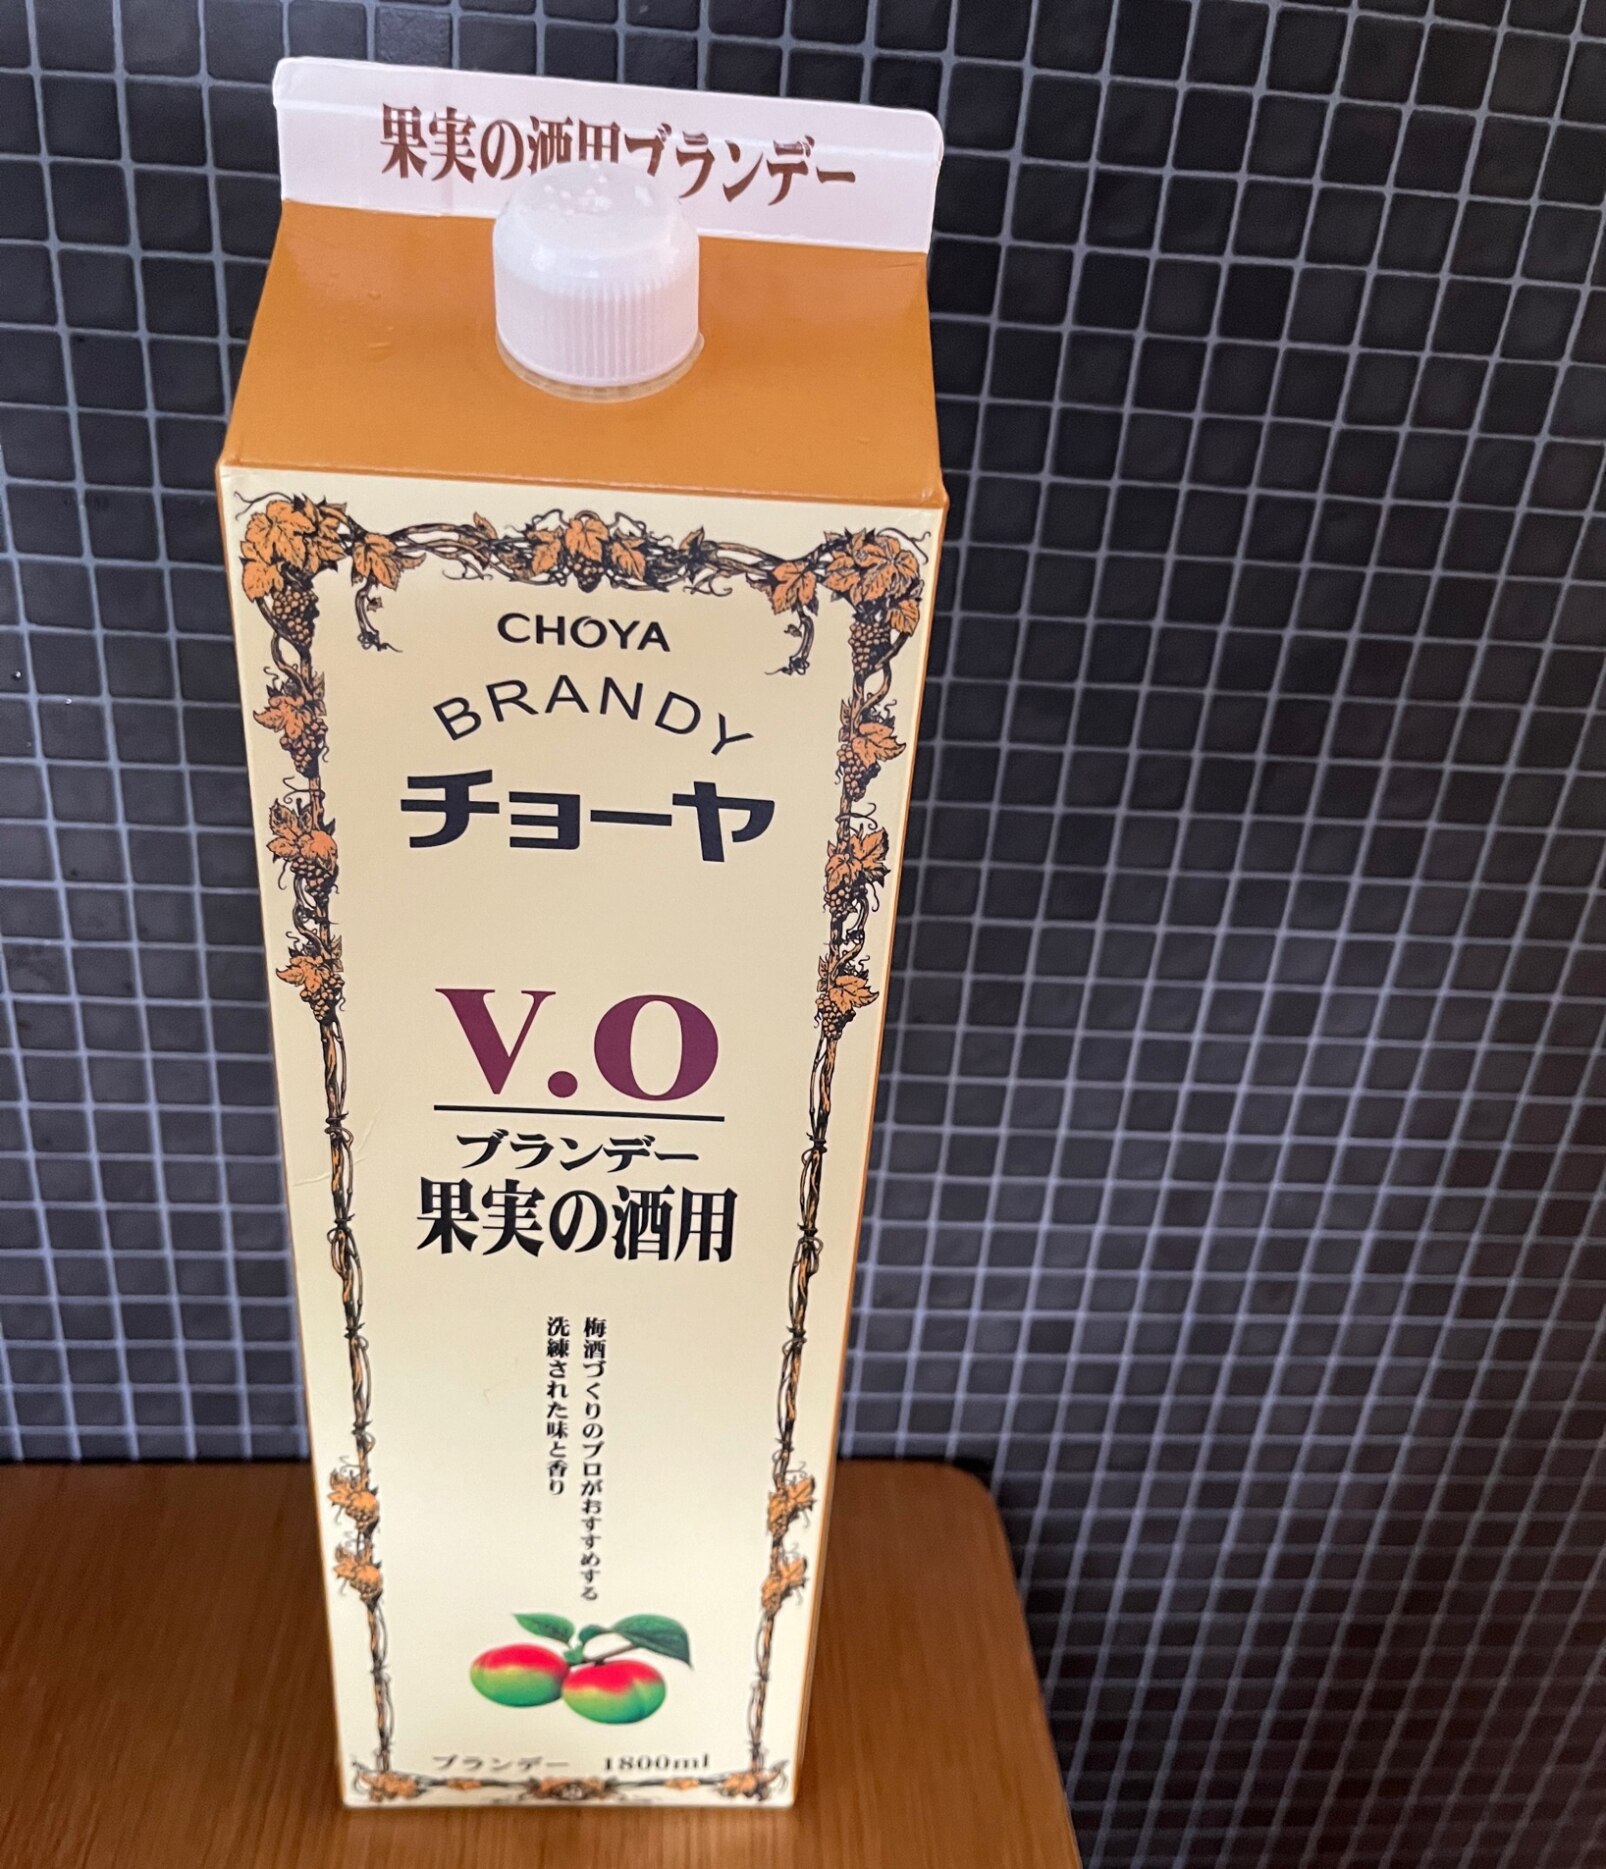 果実の酒用ブランデー
CHOYA
BRANDY
チョーヤ
V.O
ブランデー
果実の酒用
梅酒づくりのプロがおすすめする
洗練された味と香り
ブランデー 1800ml